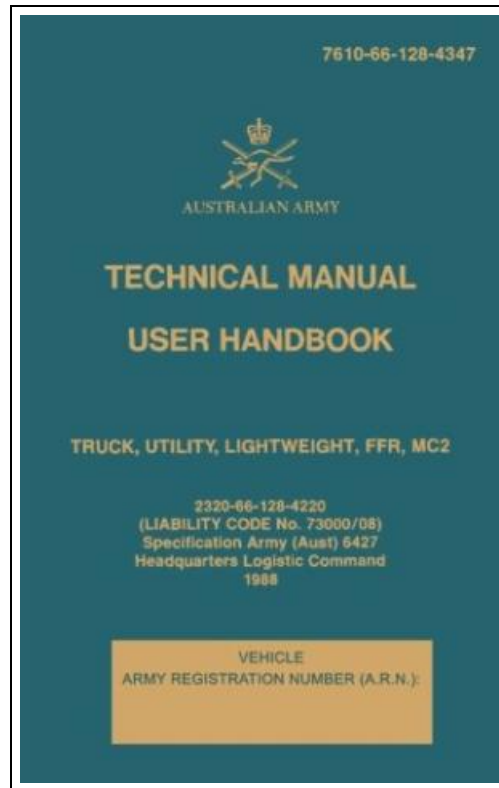 7610-66-128-4347
AUSTRALIAN ARMY
TECHNICAL MANUAL
USER HANDBOOK
TRUCK, UTILITY, LIGHTWEIGHT, FFR, MC2
2320-66-128-4220
(LIABILITY CODE No. 73000/08)
Specification Army (Aust) 6427
Headquarters Logistic Command
1988
VEHICLE
ARMY REGISTRATION NUMBER (A.R.N.):